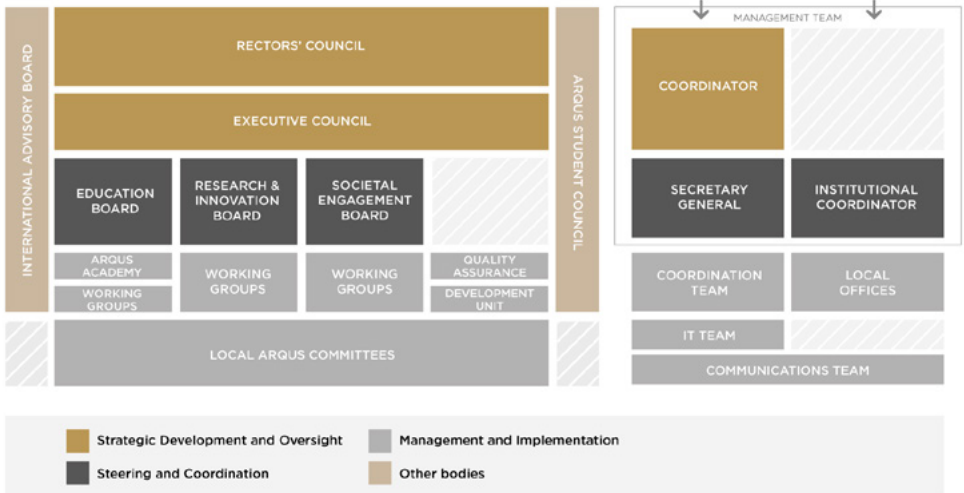 INTERNATIONAL ADVISORY BOARD
RECTORS' COUNCIL
EXECUTIVE COUNCIL
EDUCATION
BOARD
RESEARCH &
INNOVATION
BOARD
SOCIETAL
ENGAGEMENT
BOARD
ARQUS
ACADEMY
WORKING
GROUPS
WORKING
GROUPS
WORKING
GROUPS
QUALITY
ASSURANCE
DEVELOPMENT
UNIT
LOCAL ARQUS COMMITTEES
ARQUS STUDENT COUNCIL
MANAGEMENT TEAM
COORDINATOR
SECRETARY
GENERAL
INSTITUTIONAL
COORDINATOR
COORDINATION
TEAM
LOCAL
OFFICES
IT TEAM
COMMUNICATIONS TEAM
Strategic Development and Oversight
Management and Implementation
Steering and Coordination
Other bodies